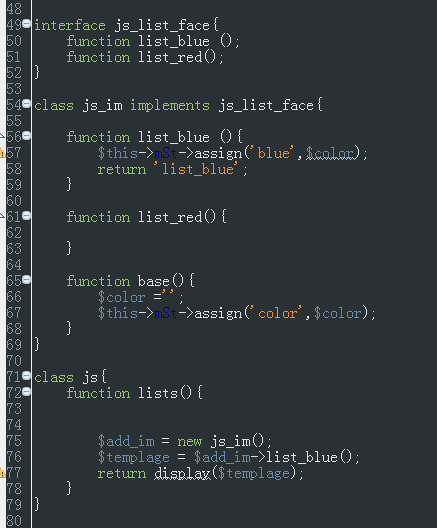 48
49 interface js_list_face{
50     function list_blue ();
51     function list_red();
52 }
53
54 class js_im implements js_list_face{
55
56     function list_blue (){
57         $this->m3t->assign('blue',$color);
58         return 'list_blue';
59     }
60
61     function list_red(){
62
63     }
64
65     function base(){
66         $color ='';
67         $this->m3t->assign('color',$color);
68     }
69 }
70
71 class js{
72     function lists(){
73
74
75         $add_im = new js_im();
76         $templage = $add_im->list_blue();
77         return display($templage);
78     }
79 }
80